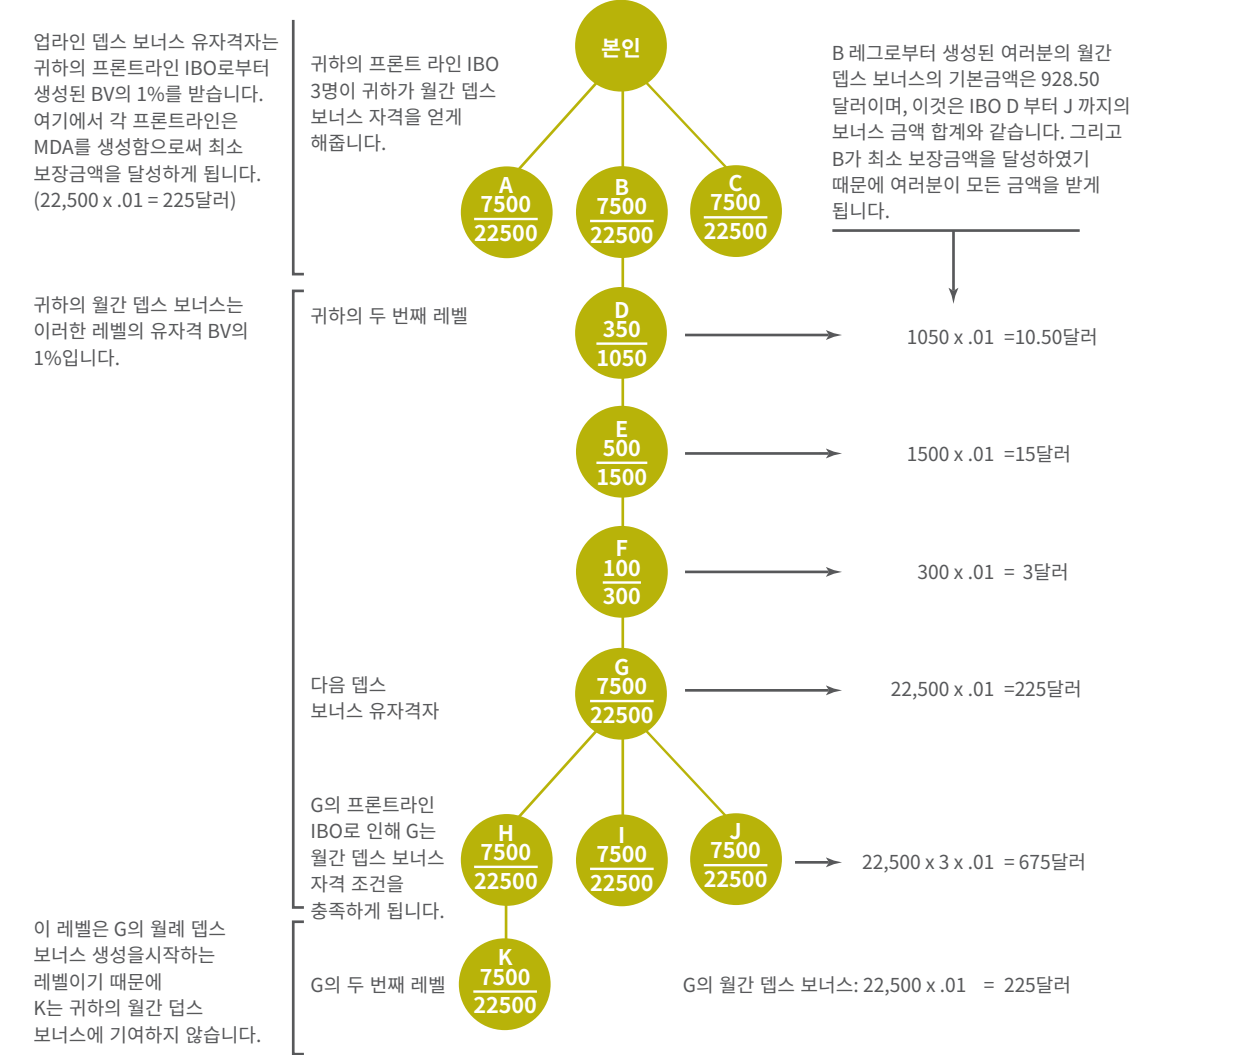 업라인 뎁스 보너스 유자격자는
귀하의 프론트라인 IBO로부터
생성된 BV의 1%를 받습니다.
여기에서 각 프론트라인은
MDA를 생성함으로써 최소
보장금액을 달성하게 됩니다.
(22,500 x .01 = 225달러)
귀하의 프론트 라인 IBO
3명이 귀하가 월간 뎁스
보너스 자격을 얻게
해줍니다.
본인
B 레그로부터 생성된 여러분의 월간
뎁스 보너스의 기본금액은 928.50
달러이며, 이것은 IBO D 부터 J 까지의
보너스 금액 합계와 같습니다. 그리고
B가 최소 보장금액을 달성하였기
때문에 여러분이 모든 금액을 받게
됩니다.
A
7500
22500
B
7500
22500
C
7500
22500
귀하의 월간 뎁스 보너스는
이러한 레벨의 유자격 BV의
1%입니다.
귀하의 두 번째 레벨
D
350
1050
1050 x .01 =10.50달러
E
500
1500
1500 x .01 =15달러
F
100
300
300 x .01 = 3달러
다음 뎁스
보너스 유자격자
G
7500
22500
22,500 x .01 =225달러
G의 프론트라인
IBO로 인해 G는
월간 뎁스 보너스
자격 조건을
충족하게 됩니다.
H
7500
22500
I
7500
22500
J
7500
22500
22,500 x 3 x .01 = 675달러
이 레벨은 G의 월례 뎁스
보너스 생성을시작하는
레벨이기 때문에
K는 귀하의 월간 덥스
보너스에 기여하지 않습니다.
G의 두 번째 레벨
K
7500
22500
G의 월간 뎁스 보너스: 22,500 x .01 = 225달러